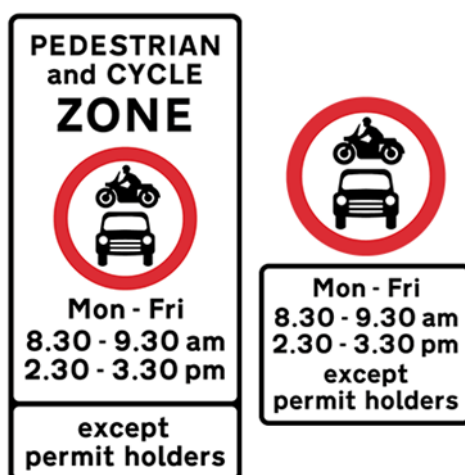 PEDESTRIAN
and CYCLE
ZONE
Mon - Fri
8.30 - 9.30 am
2.30 - 3.30 pm
except
permit holders
Mon - Fri
8.30 - 9.30 am
2.30 - 3.30 pm
except
permit holders